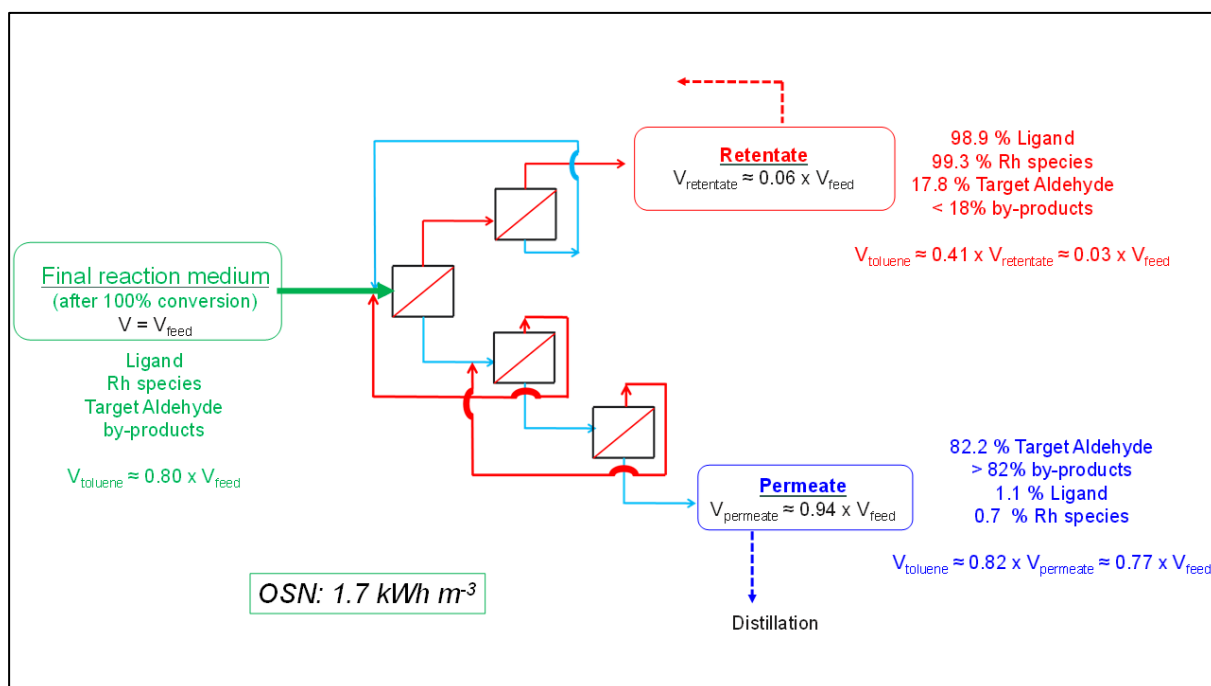 Final reaction medium
(after 100% conversion)
V = Vfeed
Ligand
Rh species
Target Aldehyde
by-products
Vtoluene ≈ 0.80 x Vfeed
Retentate
Vretentate ≈ 0.06 x Vfeed
98.9 % Ligand
99.3 % Rh species
17.8 % Target Aldehyde
< 18% by-products
Vtoluene ≈ 0.41 x Vretentate ≈ 0.03 x Vfeed
Permeate
Vpermeate ≈ 0.94 x Vfeed
82.2 % Target Aldehyde
> 82% by-products
1.1 % Ligand
0.7 % Rh species
Vtoluene ≈ 0.82 x Vpermeate ≈ 0.77 x Vfeed
OSN: 1.7 kWh m-3
Distillation